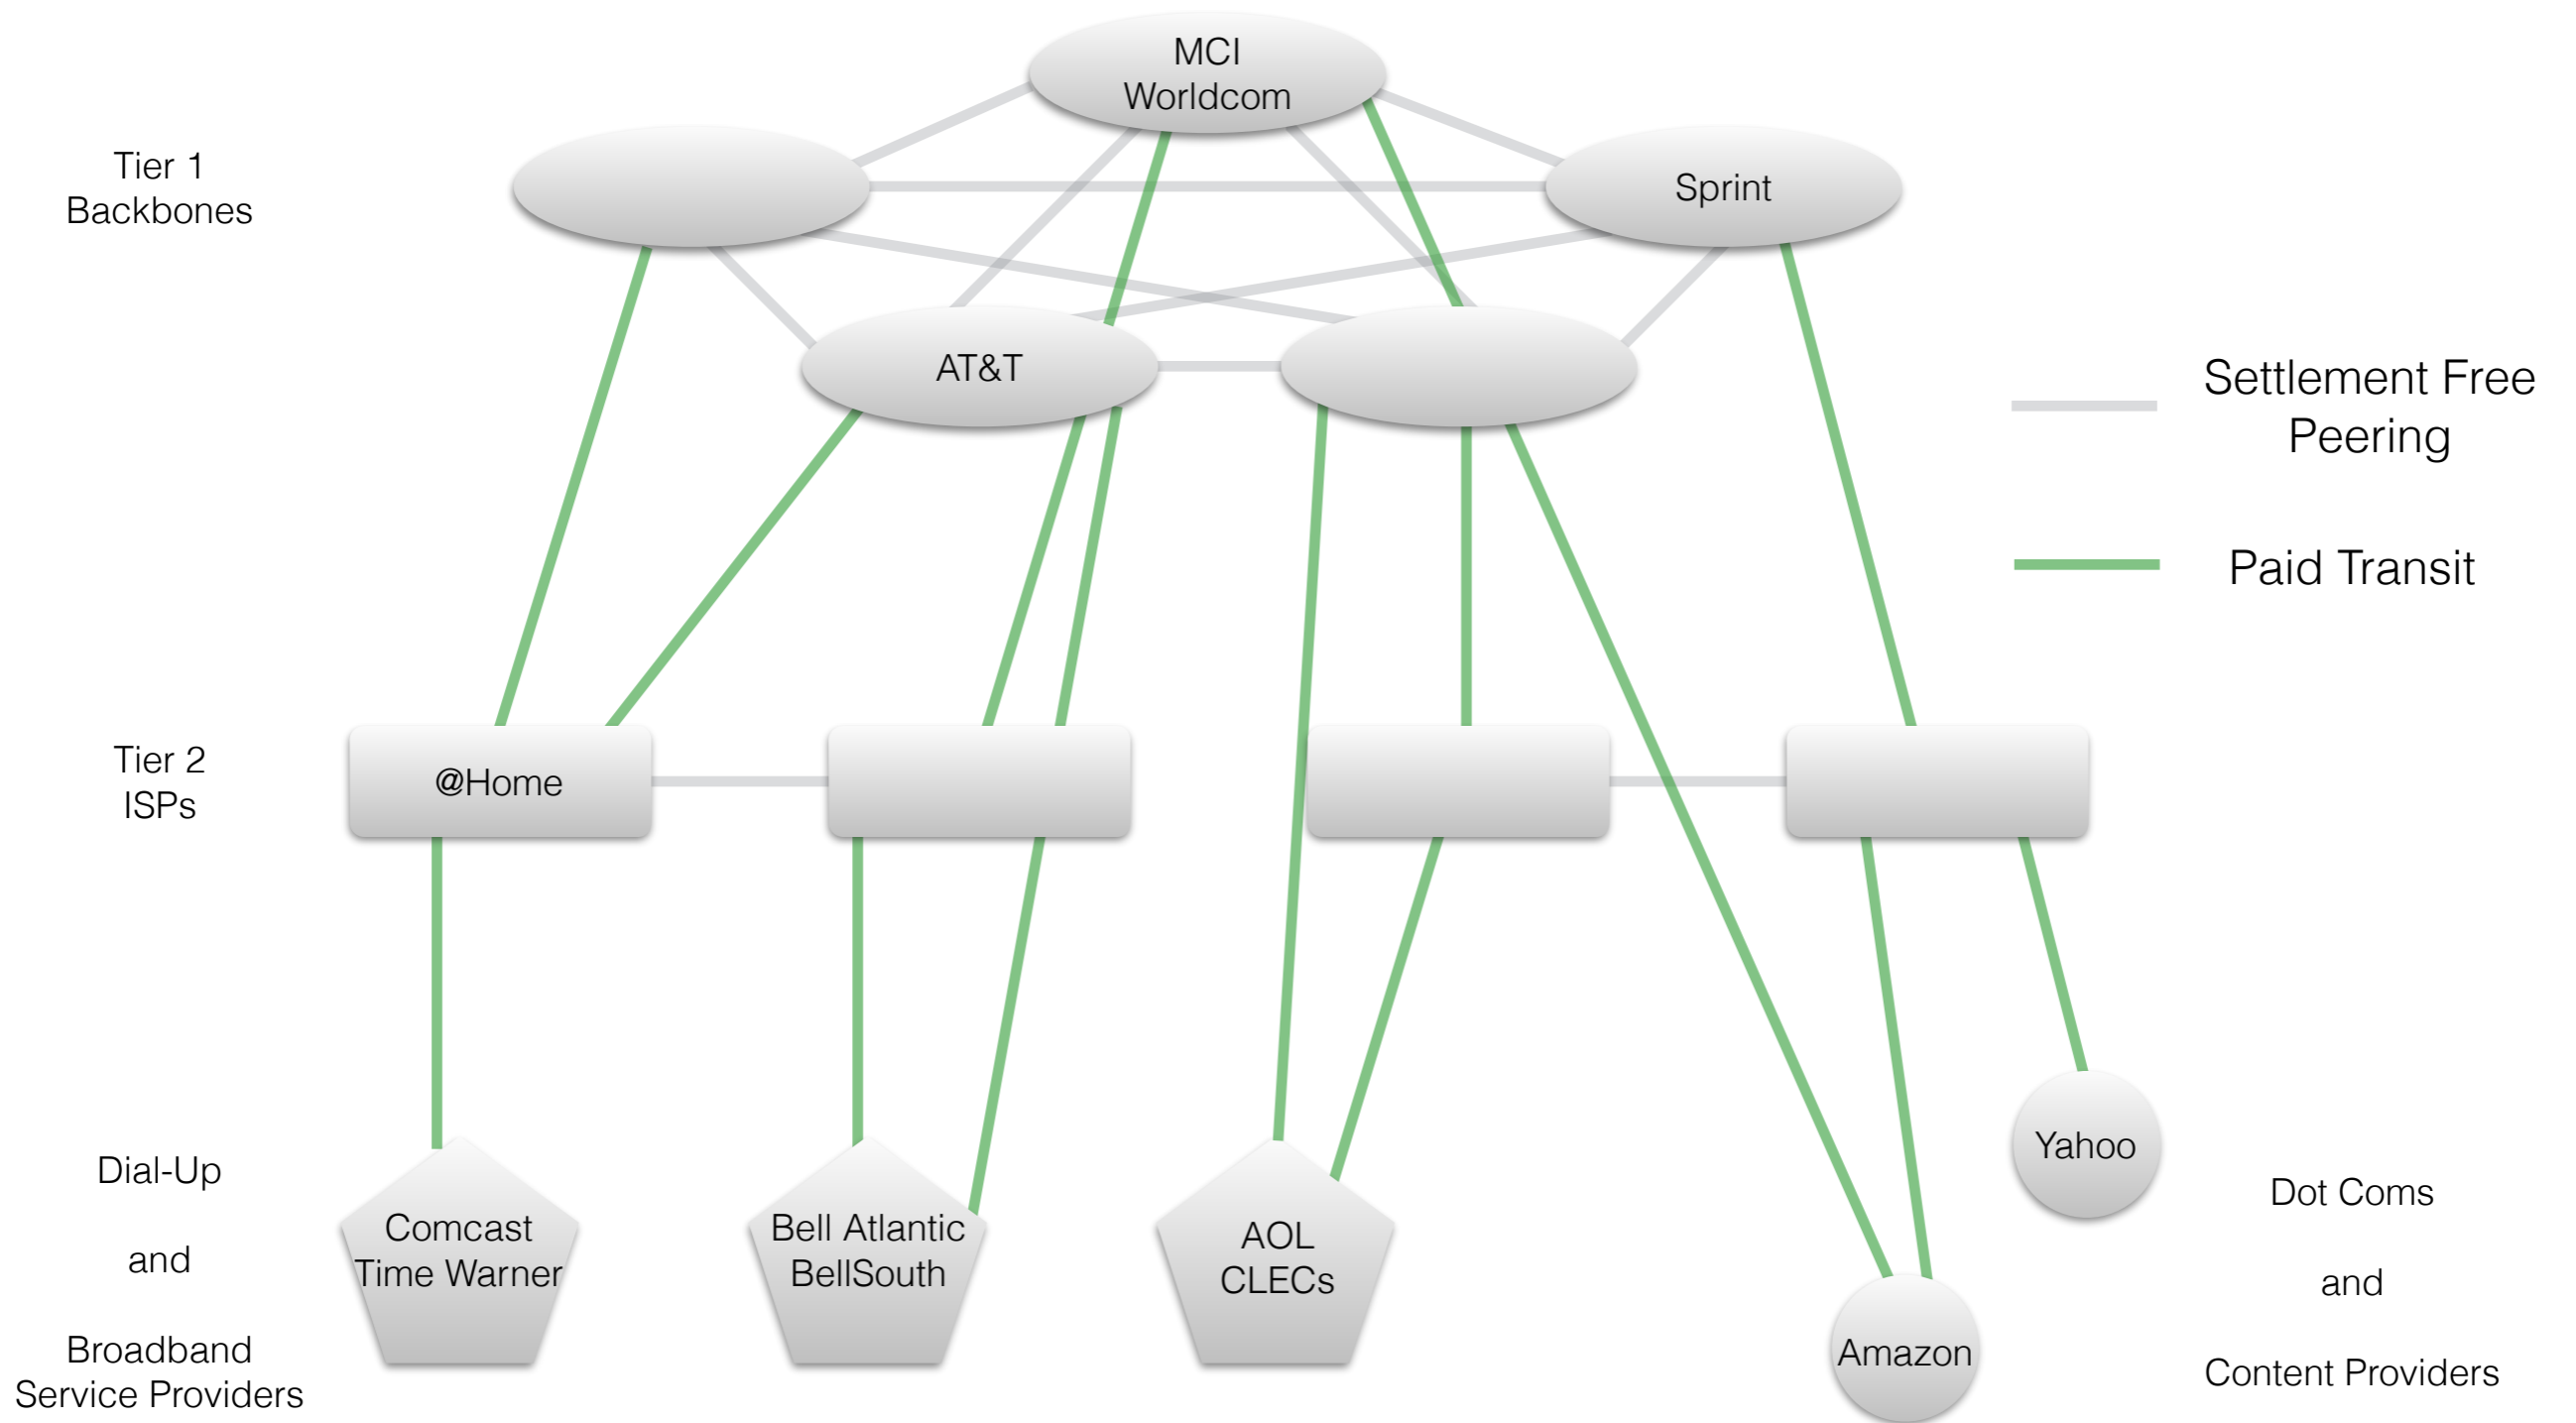 MCI
Worldcom
Tier 1
Backbones
Sprint
AT&T
Settlement Free
Peering
Paid Transit
Tier 2
ISPs
@Home
Dial-Up
and
Broadband
Service Providers
Comcast
Time Warner
Bell Atlantic
BellSouth
AOL
CLECs
Yahoo
Amazon
Dot Coms
and
Content Providers